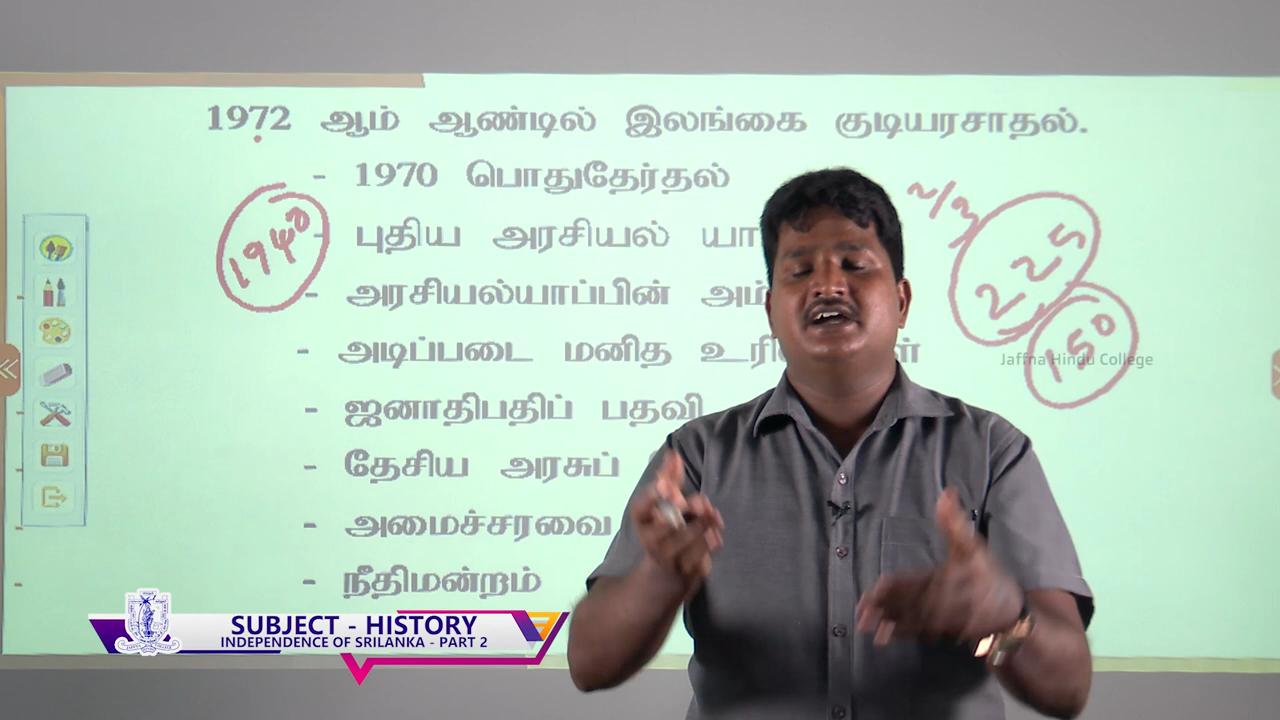 1972 ஆம் ஆண்டில் இலங்கை குடியரசாதல்.
- 1970 பொதுதேர்தல்
- புதிய அரசியல்
- அரசியல்யாப்பின்
- அடிப்படை மனித
- ஜனாதிபதிப் பதவி
- தேசிய அரசுப்
- அமைச்சரவை
- நீதிமன்றம்
1940
2/3
225
150
Jaffna Hindu College
SUBJECT - HISTORY
INDEPENDENCE OF SRILANKA - PART 2